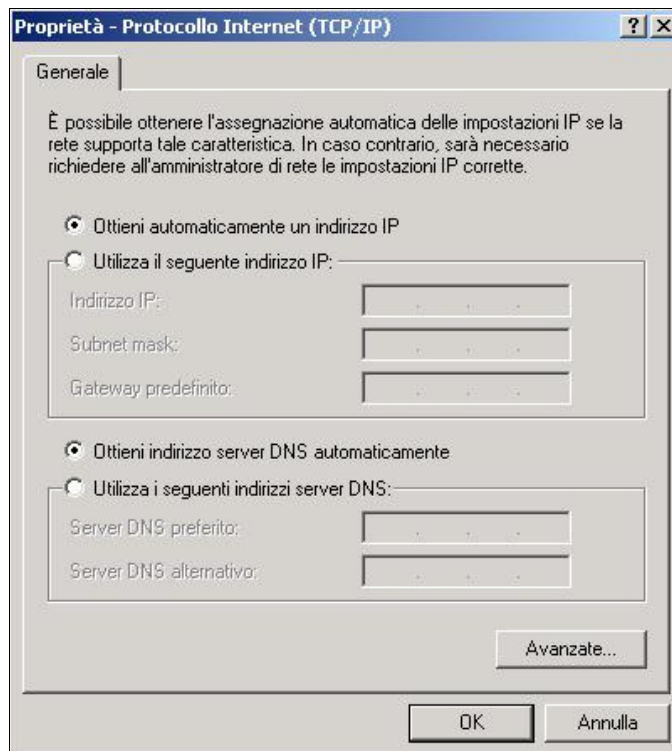 Proprietà - Protocollo Internet (TCP/IP)
Generale
È possibile ottenere l'assegnazione automatica delle impostazioni IP se la
rete supporta tale caratteristica. In caso contrario, sarà necessario
richiedere all'amministratore di rete le impostazioni IP corrette.
Ottieni automaticamente un indirizzo IP
Utilizza il seguente indirizzo IP:
Indirizzo IP:
Subnet mask:
Gateway predefinito:
Ottieni indirizzo server DNS automaticamente
Utilizza i seguenti indirizzi server DNS:
Server DNS preferito:
Server DNS alternativo:
Avanzate...
OK
Annulla